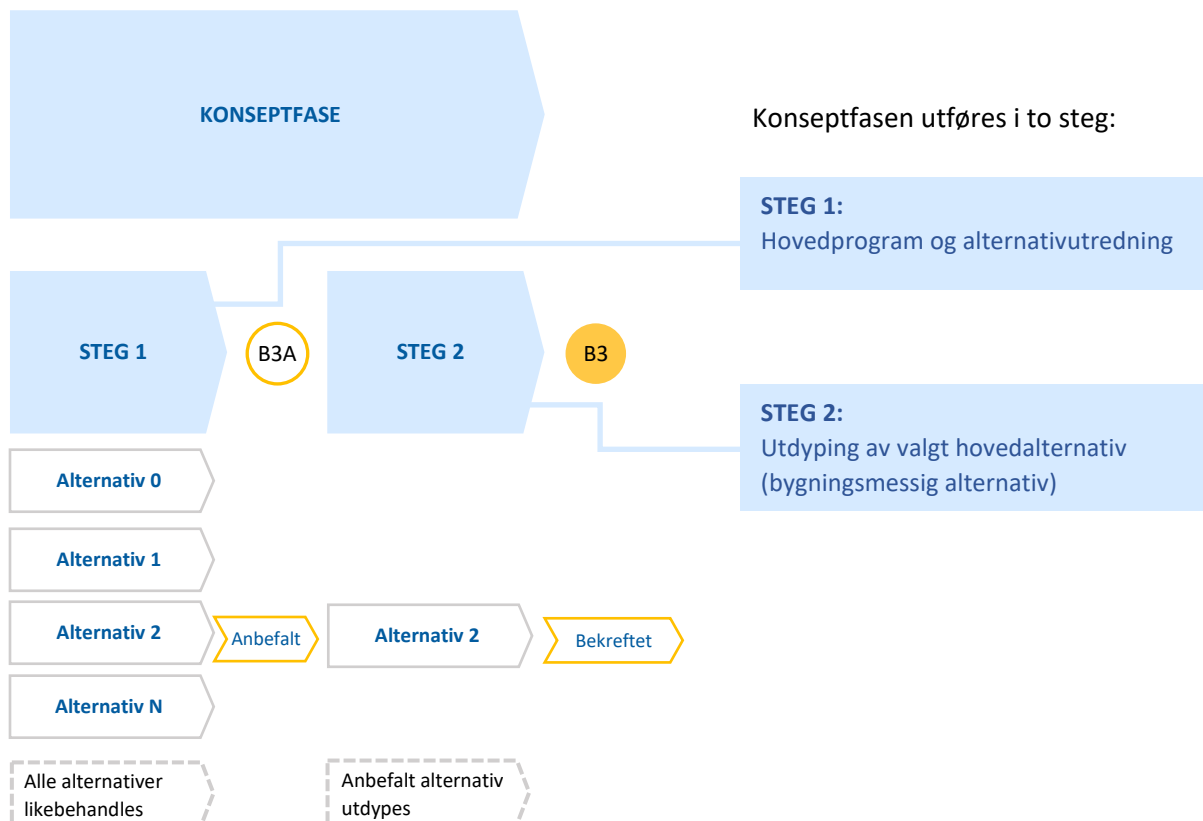 KONSEPTFASE
Konseptfasen utføres i to steg:
STEG 1:
Hovedprogram og alternativutredning
STEG 1
B3A
STEG 2
B3
STEG 2:
Utdyping av valgt hovedalternativ
(bygningsmessig alternativ)
Alternativ 0
Alternativ 1
Alternativ 2
Anbefalt
Alternativ 2
Bekreftet
Alternativ N
Alle alternativer
likebehandles
Anbefalt alternativ
utdypes